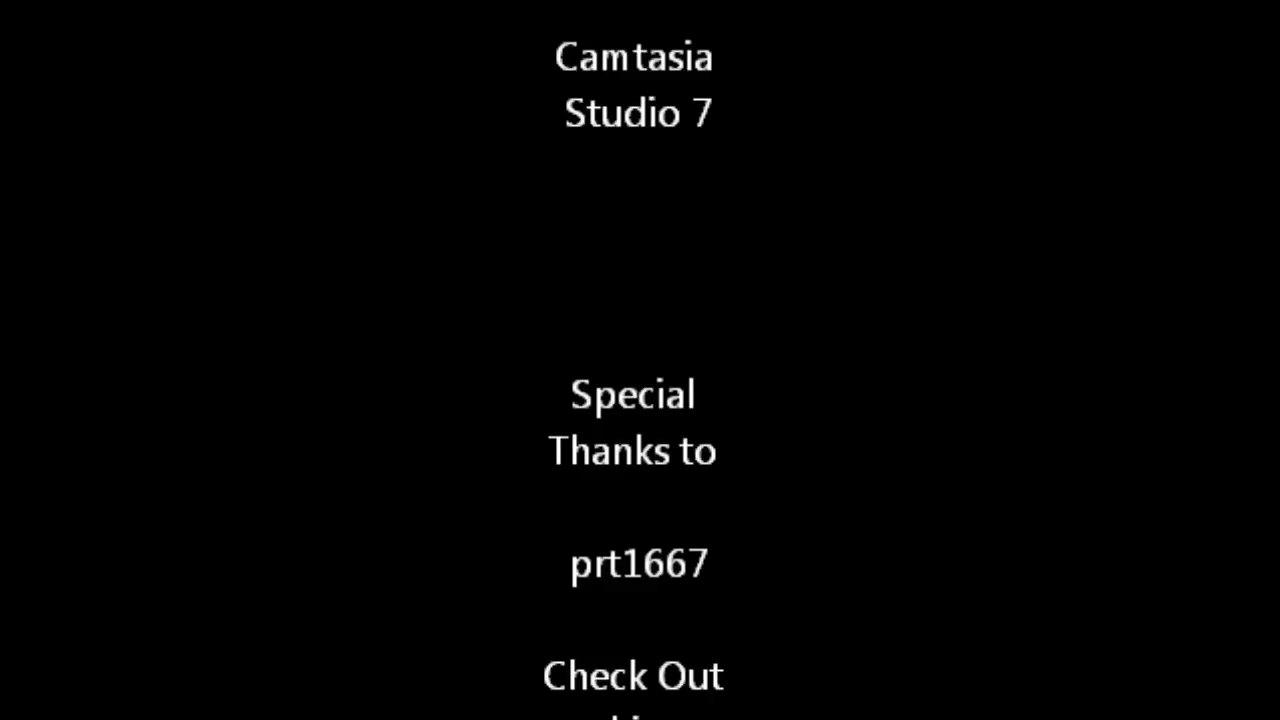 Camtasia
Studio 7
Special
Thanks to
prt1667
Check Out